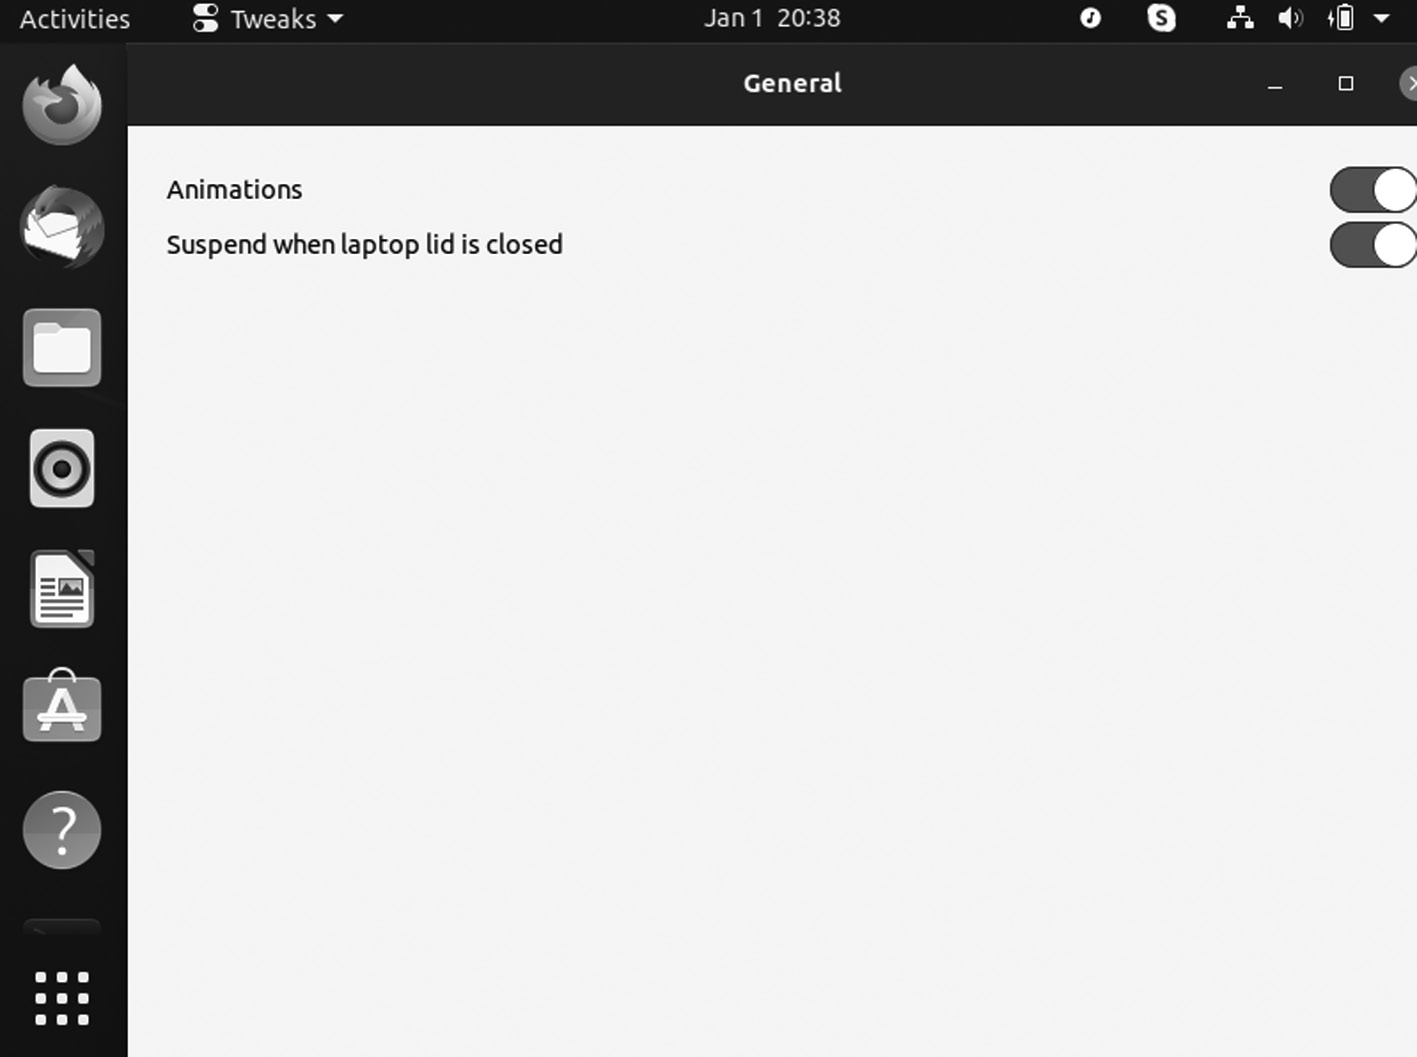 Activities Tweaks Jan 1 20:38
General
Animations
Suspend when laptop lid is closed